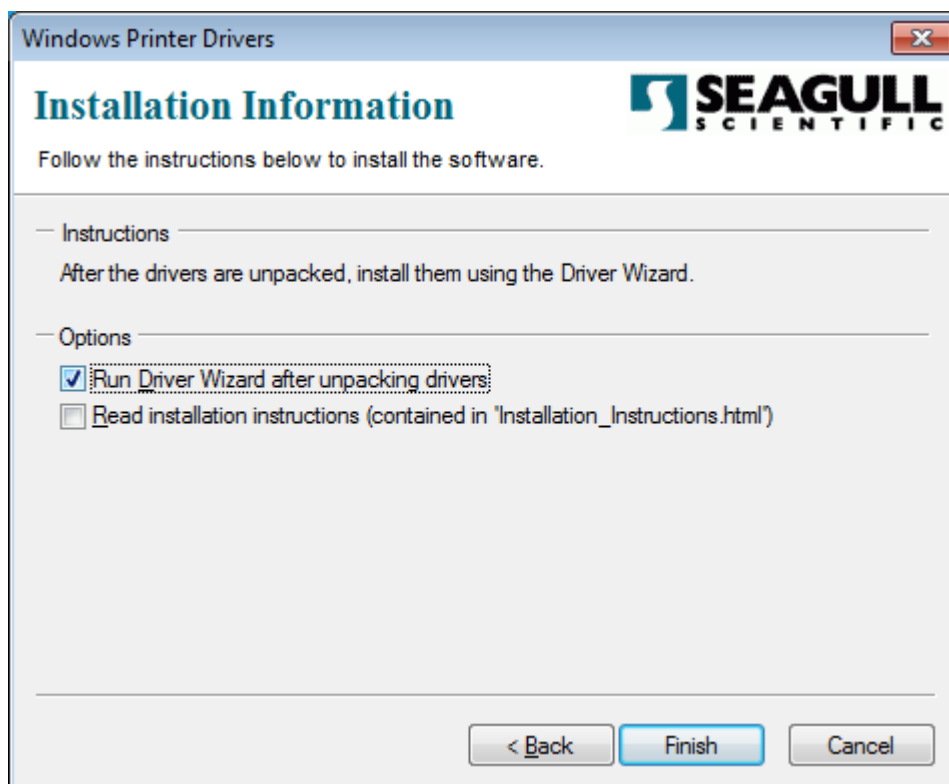 Windows Printer Drivers
Installation Information
SEAGULL
SCIENTIFIC
Follow the instructions below to install the software.
Instructions
After the drivers are unpacked, install them using the Driver Wizard.
Options
Run Driver Wizard after unpacking drivers
Read installation instructions (contained in 'Installation_Instructions.html')
< Back Finish Cancel